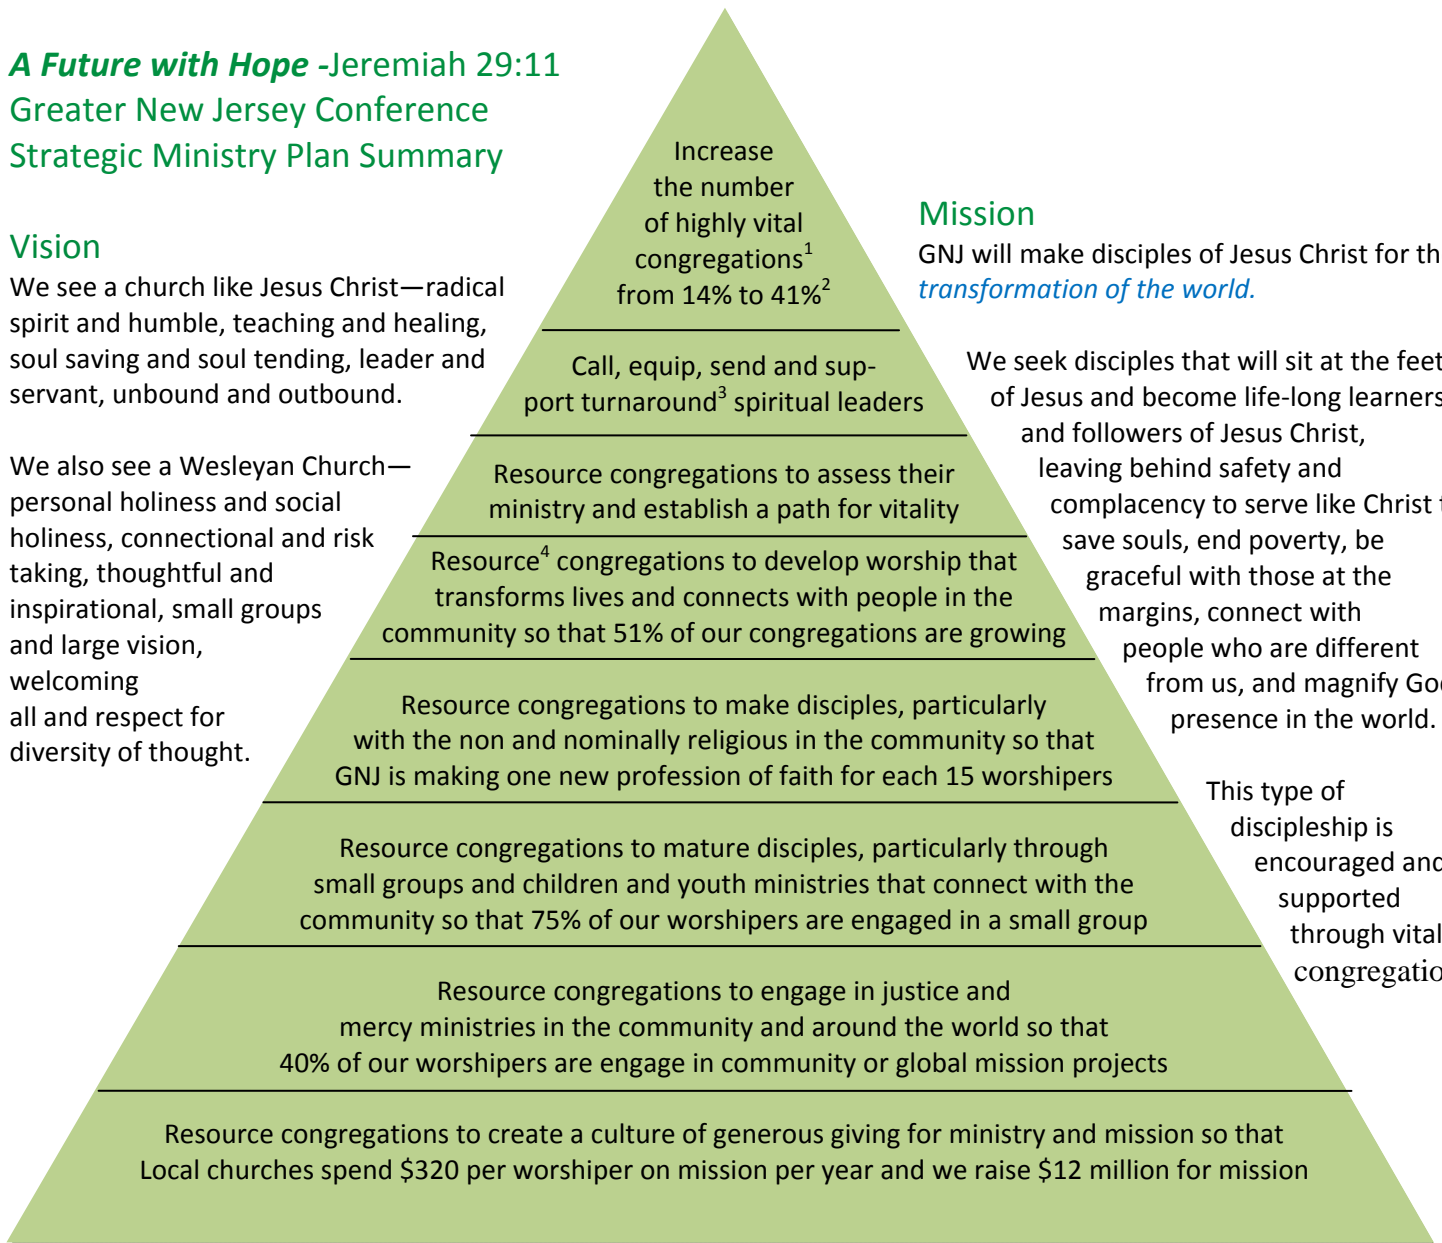 A Future with Hope -Jeremiah 29:11
Greater New Jersey Conference
Strategic Ministry Plan Summary
Vision
We see a church like Jesus Christ—radical
spirit and humble, teaching and healing,
soul saving and soul tending, leader and
servant, unbound and outbound.
We also see a Wesleyan Church—
personal holiness and social
holiness, connectional and risk
taking, thoughtful and
inspirational, small groups
and large vision,
welcoming
all and respect for
diversity of thought.
Increase
the number
of highly vital
congregations¹
from 14% to 41%²
Call, equip, send and sup-
port turnaround³ spiritual leaders
Resource congregations to assess their
ministry and establish a path for vitality
Resource⁴ congregations to develop worship that
transforms lives and connects with people in the
community so that 51% of our congregations are growing
Resource congregations to make disciples, particularly
with the non and nominally religious in the community so that
GNJ is making one new profession of faith for each 15 worshipers
Resource congregations to mature disciples, particularly through
small groups and children and youth ministries that connect with the
community so that 75% of our worshipers are engaged in a small group
Resource congregations to engage in justice and
mercy ministries in the community and around the world so that
40% of our worshipers are engage in community or global mission projects
Resource congregations to create a culture of generous giving for ministry and mission so that
Local churches spend $320 per worshiper on mission per year and we raise $12 million for mission
Mission
GNJ will make disciples of Jesus Christ for th
transformation of the world.
We seek disciples that will sit at the feet
of Jesus and become life-long learners
and followers of Jesus Christ,
leaving behind safety and
complacency to serve like Christ t
save souls, end poverty, be
graceful with those at the
margins, connect with
people who are different
from us, and magnify Go
presence in the world.
This type of
discipleship is
encouraged and
supported
through vital
congregatio